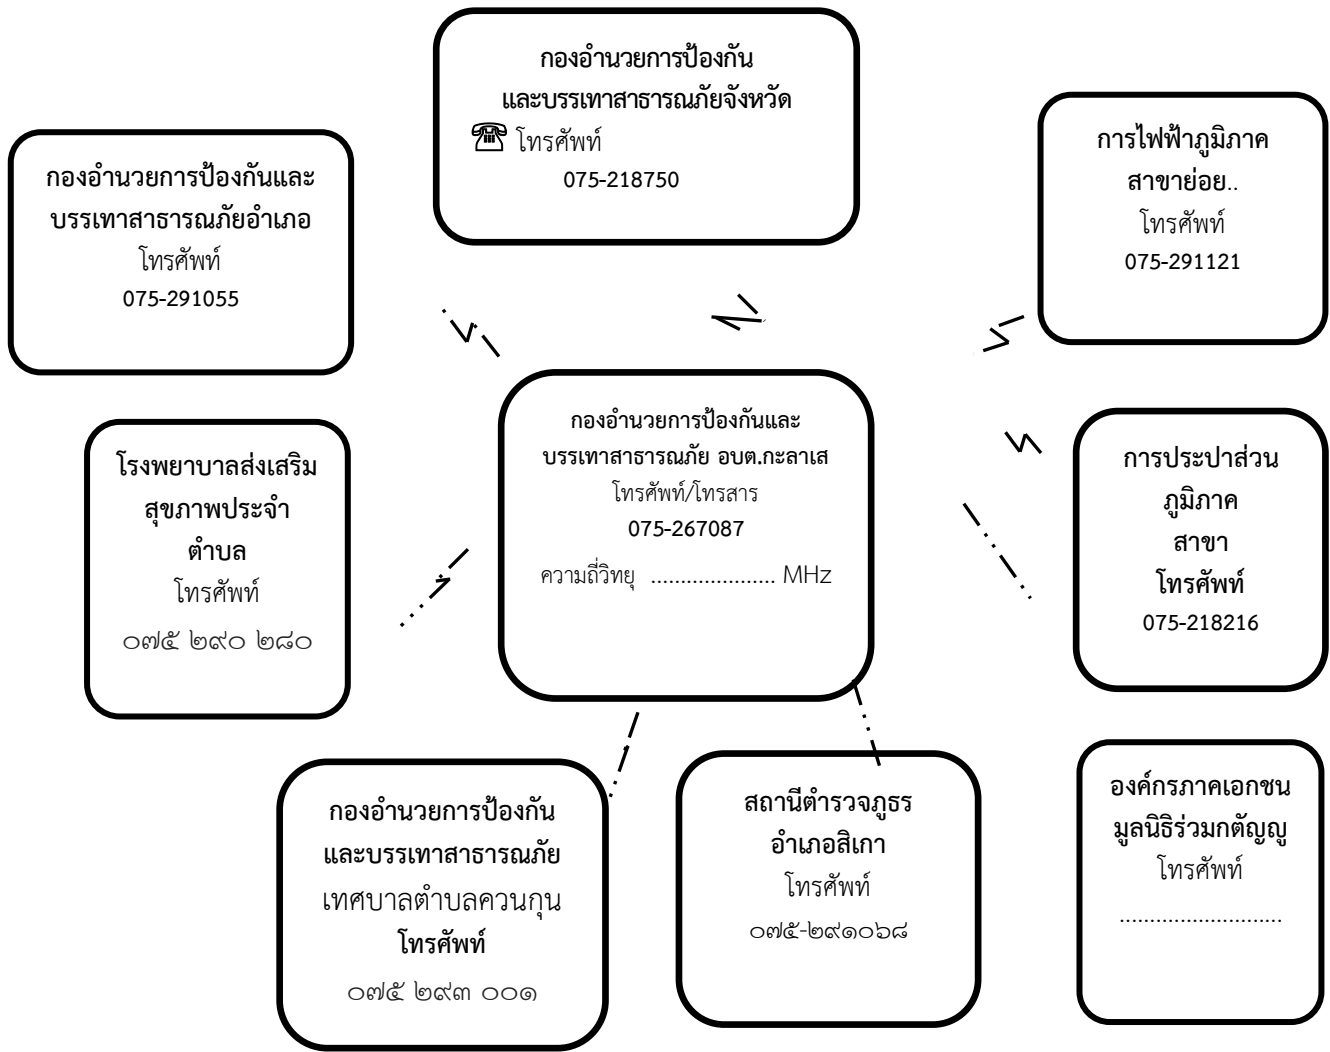 กองอำนวยการป้องกัน
และบรรเทาสาธารณภัยจังหวัด
☎ โทรศัพท์
075-218750
กองอำนวยการป้องกันและ
บรรเทาสาธารณภัยอำเภอ
โทรศัพท์
075-291055
การไฟฟ้าภูมิภาค
สาขาย่อย..
โทรศัพท์
075-291121
กองอำนวยการป้องกันและ
บรรเทาสาธารณภัย อบต.กะลาเส
โทรศัพท์/โทรสาร
075-267087
ความถี่วิทยุ ..................... MHz
โรงพยาบาลส่งเสริม
สุขภาพประจำ
ตำบล
โทรศัพท์
๐๗๕ ๒๙๐ ๒๘๐
การประปาส่วน
ภูมิภาค
สาขา
โทรศัพท์
075-218216
กองอำนวยการป้องกัน
และบรรเทาสาธารณภัย
เทศบาลตำบลควนกุน
โทรศัพท์
๐๗๕ ๒๙๓ ๐๐๑
สถานีตำรวจภูธร
อำเภอสิเกา
โทรศัพท์
๐๗๕-๒๙๑๐๖๘
องค์กรภาคเอกชน
มูลนิธิร่วมกตัญญู
โทรศัพท์
...........................